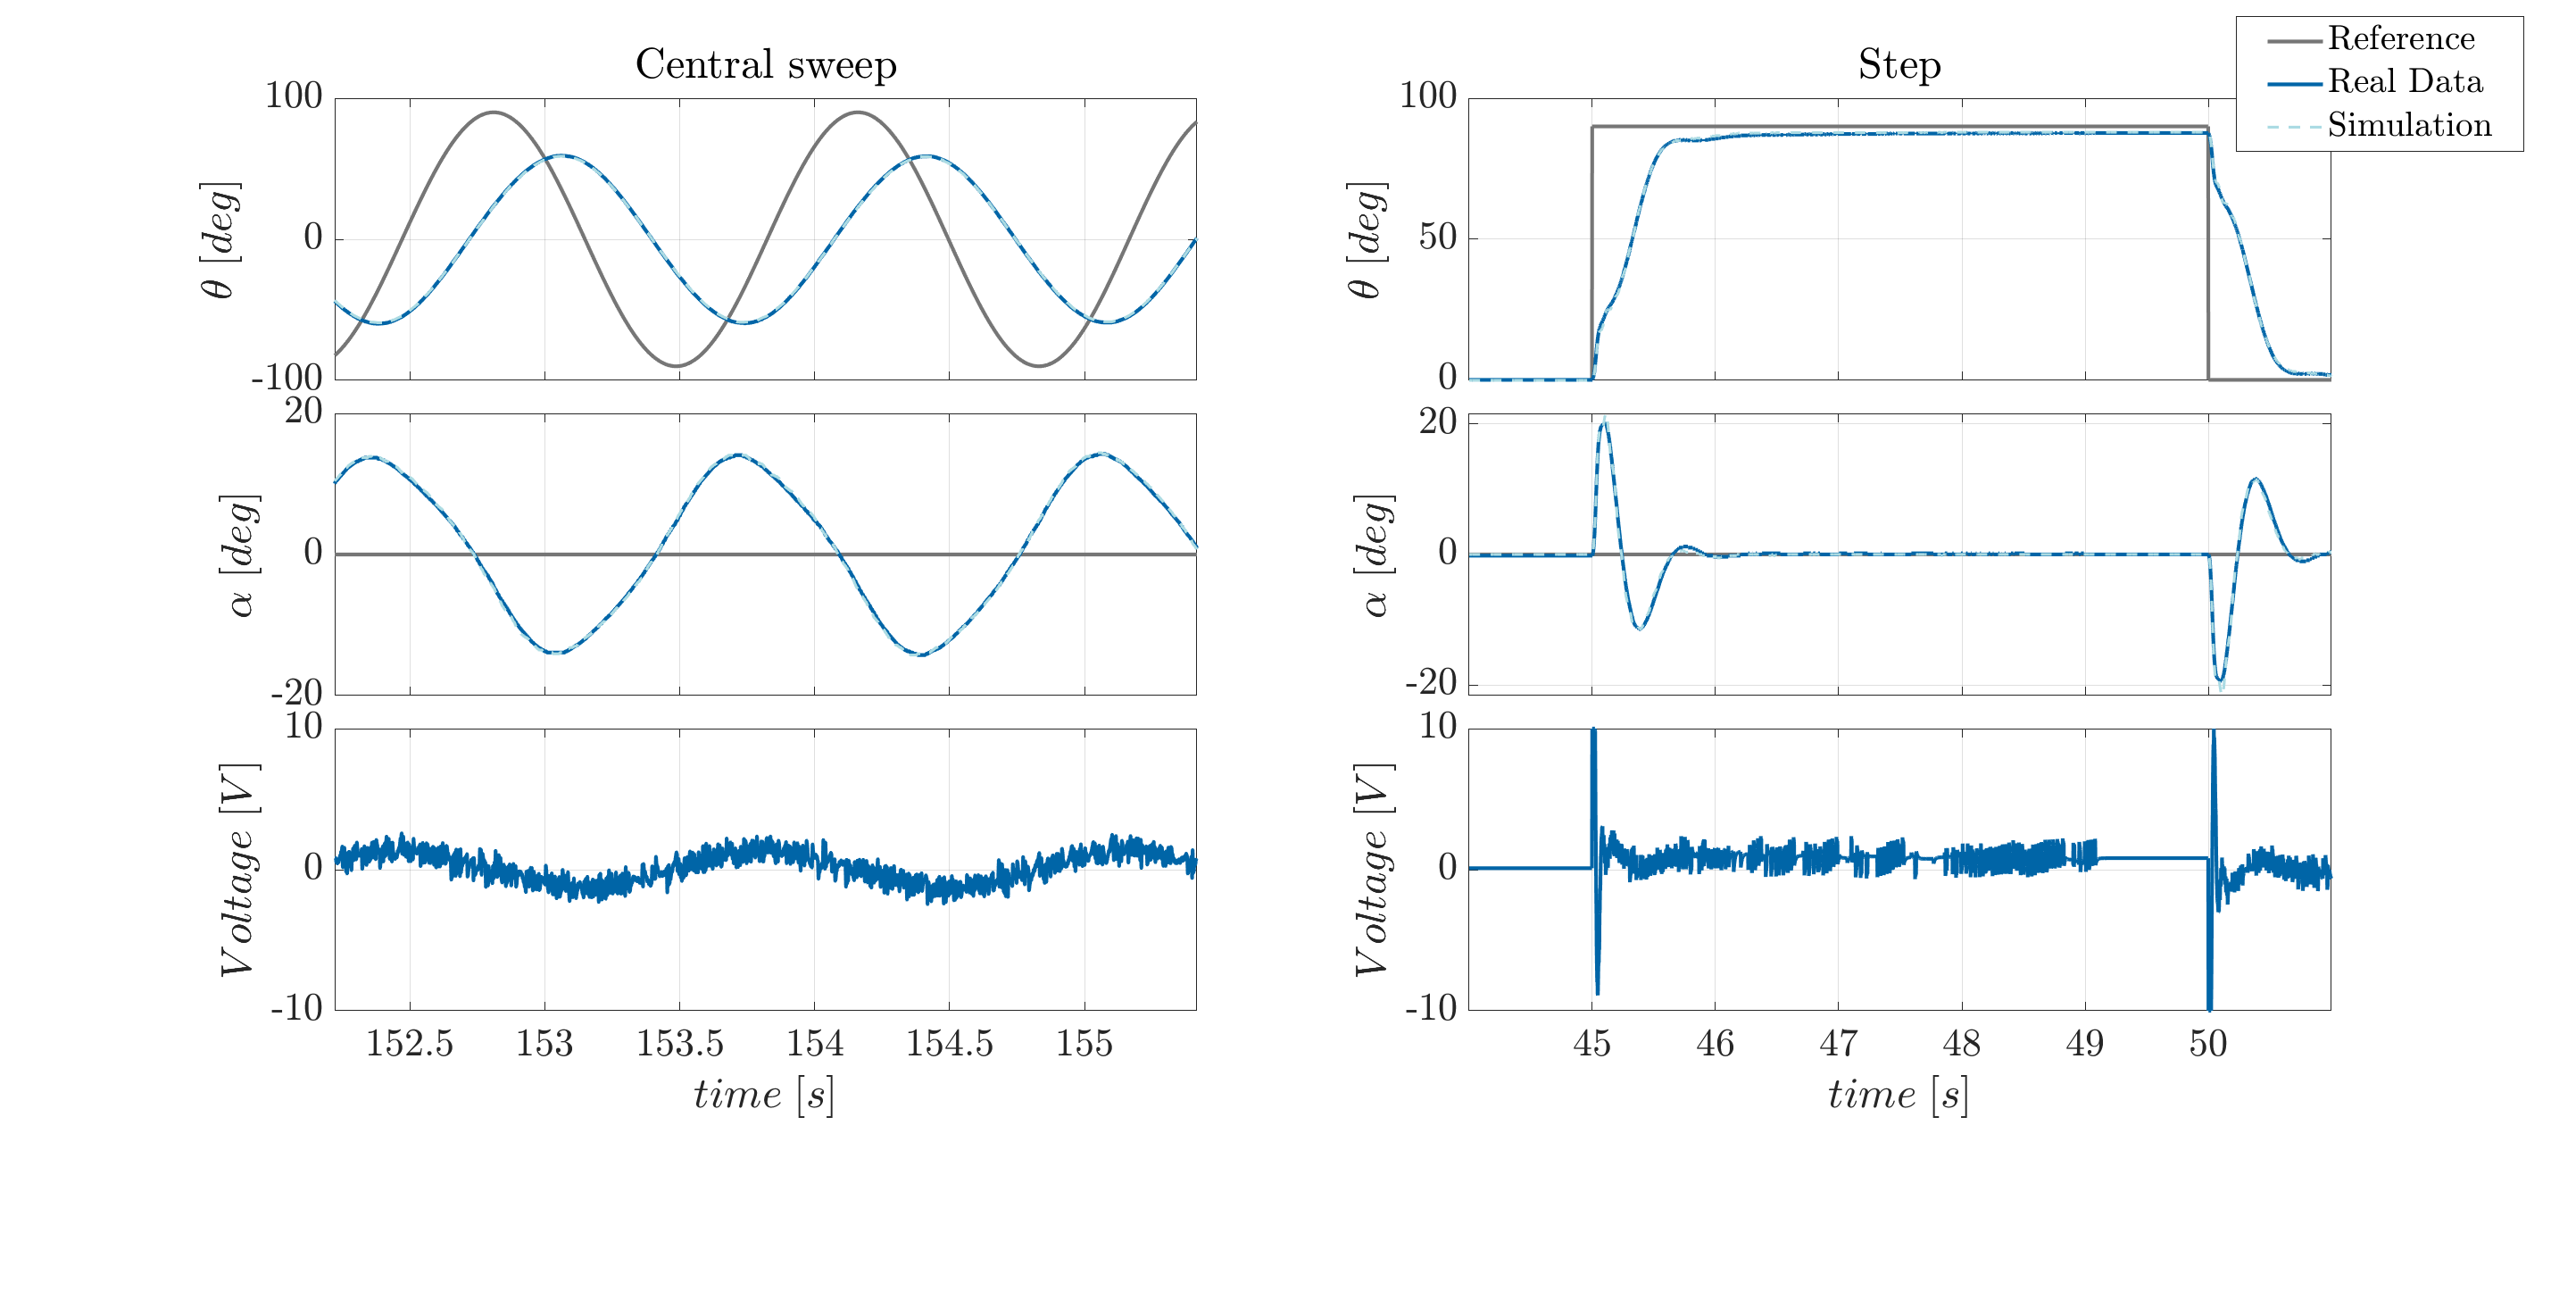 Central sweep
100
0
-100
θ [deg]
20
0
-20
α [deg]
10
0
-10
Voltage [V]
152.5 153 153.5 154 154.5 155
time [s]
Step
Reference
Real Data
Simulation
100
50
0
θ [deg]
20
0
-20
α [deg]
10
0
-10
Voltage [V]
45 46 47 48 49 50
time [s]